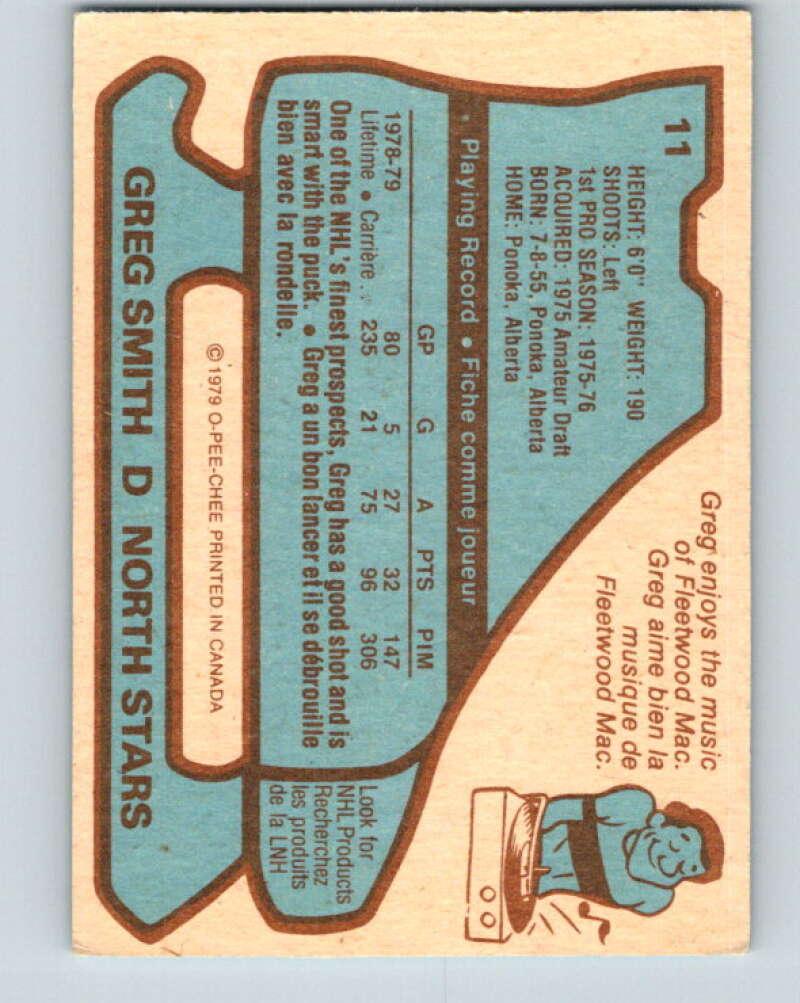 11
HEIGHT: 6'0" WEIGHT: 190
SHOOTS: Left
1st PRO SEASON: 1975-76
ACQUIRED: 1975 Amateur Draft
BORN: 7-8-55, Ponoka, Alberta
HOME: Ponoka, Alberta
Greg enjoys the music
of Fleetwood Mac.
Greg aime bien la
musique de
Fleetwood Mac.
Playing Record • Fiche comme joueur
GP G A PTS PIM
1978-79 80 5 27 32 147
Lifetime • Carrière . . 235 21 75 96 306
One of the NHL's finest prospects, Greg has a good shot and is
smart with the puck. • Greg a un bon lancer et il se débrouille
bien avec la rondelle.
Look for
NHL Products
Recherchez
les produits
de la LNH
© 1979 O-PEE-CHEE PRINTED IN CANADA
GREG SMITH D NORTH STARS